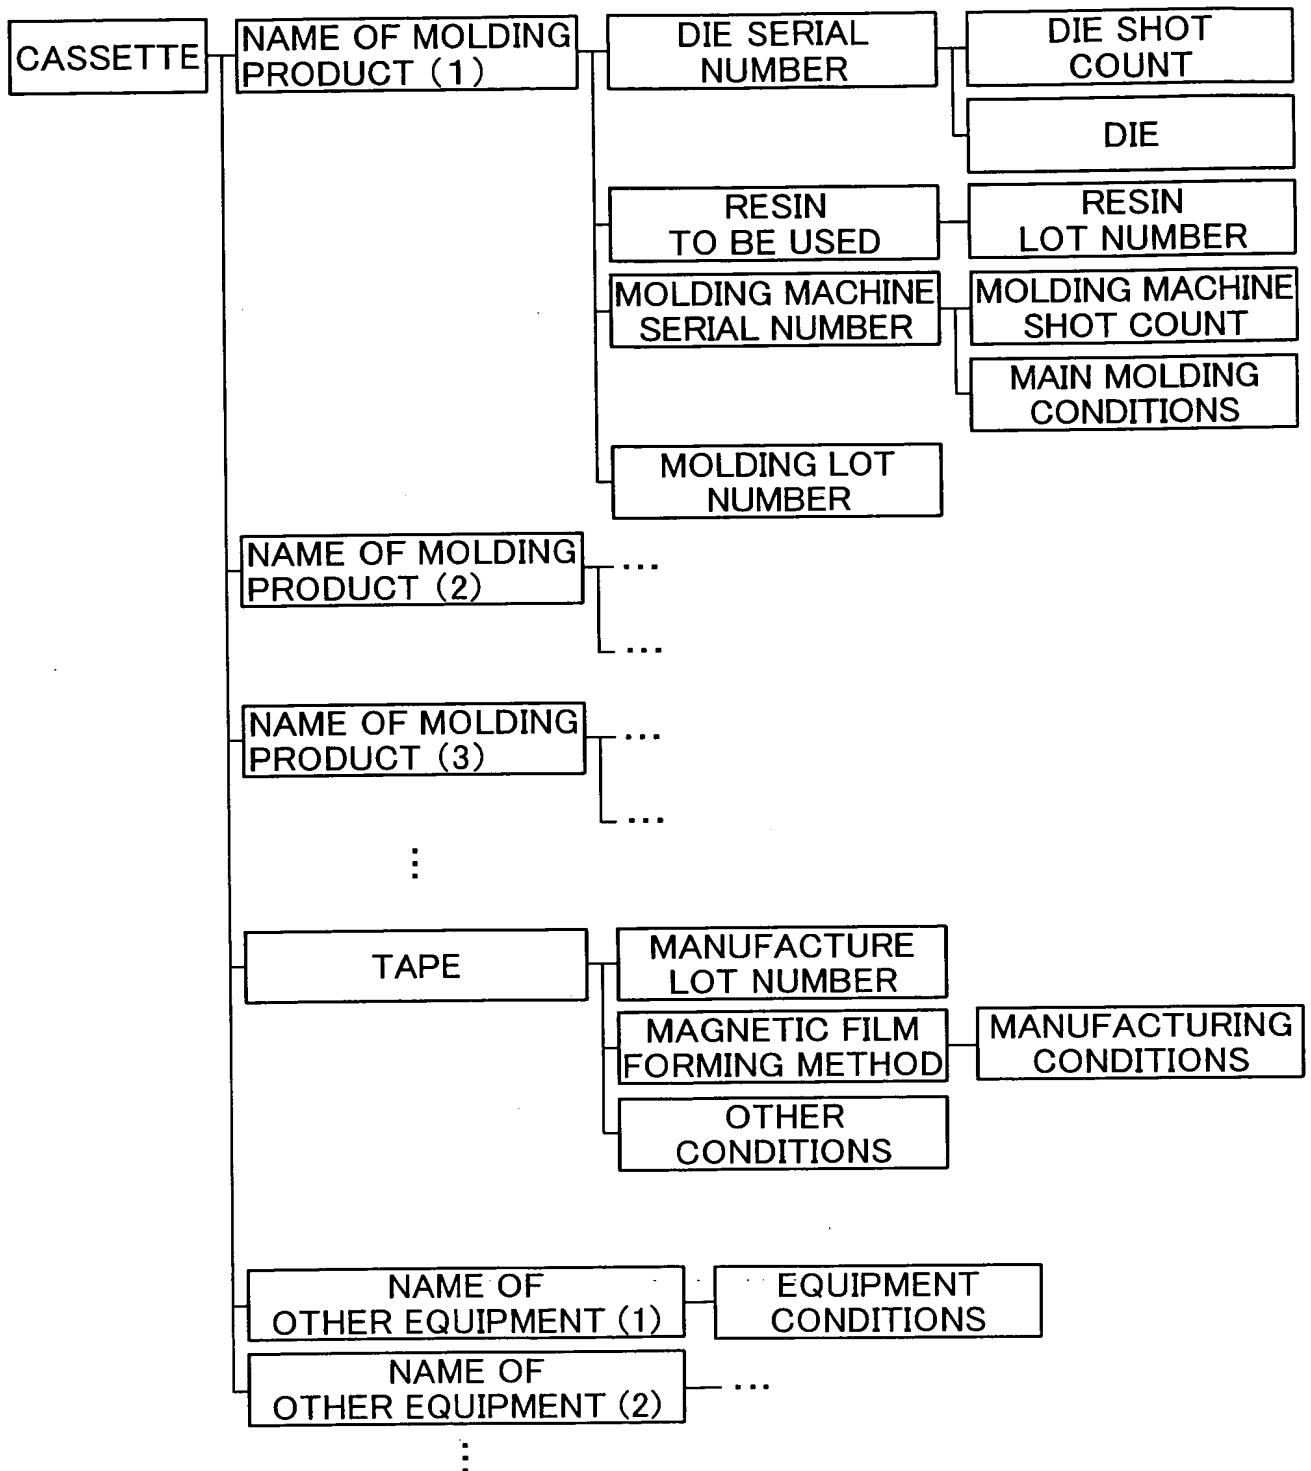 CASSETTE
NAME OF MOLDING
PRODUCT (1)
DIE SERIAL
NUMBER
DIE SHOT
COUNT
DIE
RESIN
TO BE USED
RESIN
LOT NUMBER
MOLDING MACHINE
SERIAL NUMBER
MOLDING MACHINE
SHOT COUNT
MAIN MOLDING
CONDITIONS
MOLDING LOT
NUMBER
NAME OF MOLDING
PRODUCT (2)
...
...
NAME OF MOLDING
PRODUCT (3)
...
...
⋮
TAPE
MANUFACTURE
LOT NUMBER
MAGNETIC FILM
FORMING METHOD
MANUFACTURING
CONDITIONS
OTHER
CONDITIONS
NAME OF
OTHER EQUIPMENT (1)
EQUIPMENT
CONDITIONS
NAME OF
OTHER EQUIPMENT (2)
...
⋮